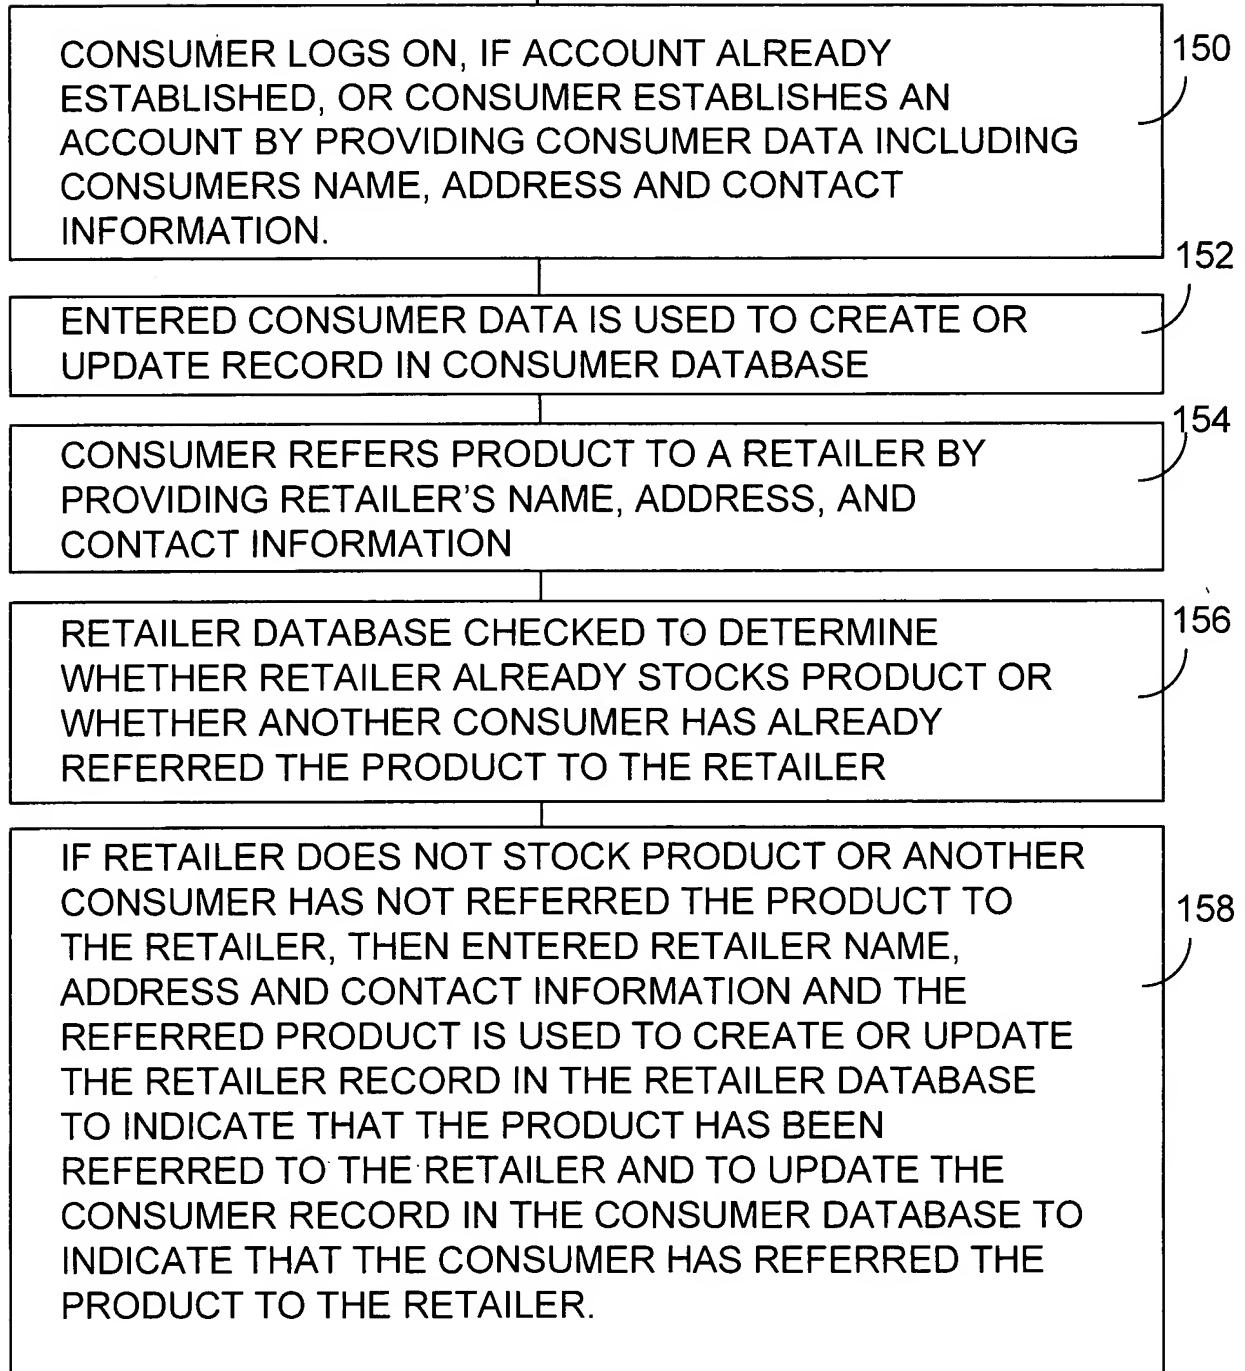 CONSUMER LOGS ON, IF ACCOUNT ALREADY
ESTABLISHED, OR CONSUMER ESTABLISHES AN
ACCOUNT BY PROVIDING CONSUMER DATA INCLUDING
CONSUMERS NAME, ADDRESS AND CONTACT
INFORMATION.
150
152
ENTERED CONSUMER DATA IS USED TO CREATE OR
UPDATE RECORD IN CONSUMER DATABASE
154
CONSUMER REFERS PRODUCT TO A RETAILER BY
PROVIDING RETAILER'S NAME, ADDRESS, AND
CONTACT INFORMATION
156
RETAILER DATABASE CHECKED TO DETERMINE
WHETHER RETAILER ALREADY STOCKS PRODUCT OR
WHETHER ANOTHER CONSUMER HAS ALREADY
REFERRED THE PRODUCT TO THE RETAILER
158
IF RETAILER DOES NOT STOCK PRODUCT OR ANOTHER
CONSUMER HAS NOT REFERRED THE PRODUCT TO
THE RETAILER, THEN ENTERED RETAILER NAME,
ADDRESS AND CONTACT INFORMATION AND THE
REFERRED PRODUCT IS USED TO CREATE OR UPDATE
THE RETAILER RECORD IN THE RETAILER DATABASE
TO INDICATE THAT THE PRODUCT HAS BEEN
REFERRED TO THE RETAILER AND TO UPDATE THE
CONSUMER RECORD IN THE CONSUMER DATABASE TO
INDICATE THAT THE CONSUMER HAS REFERRED THE
PRODUCT TO THE RETAILER.